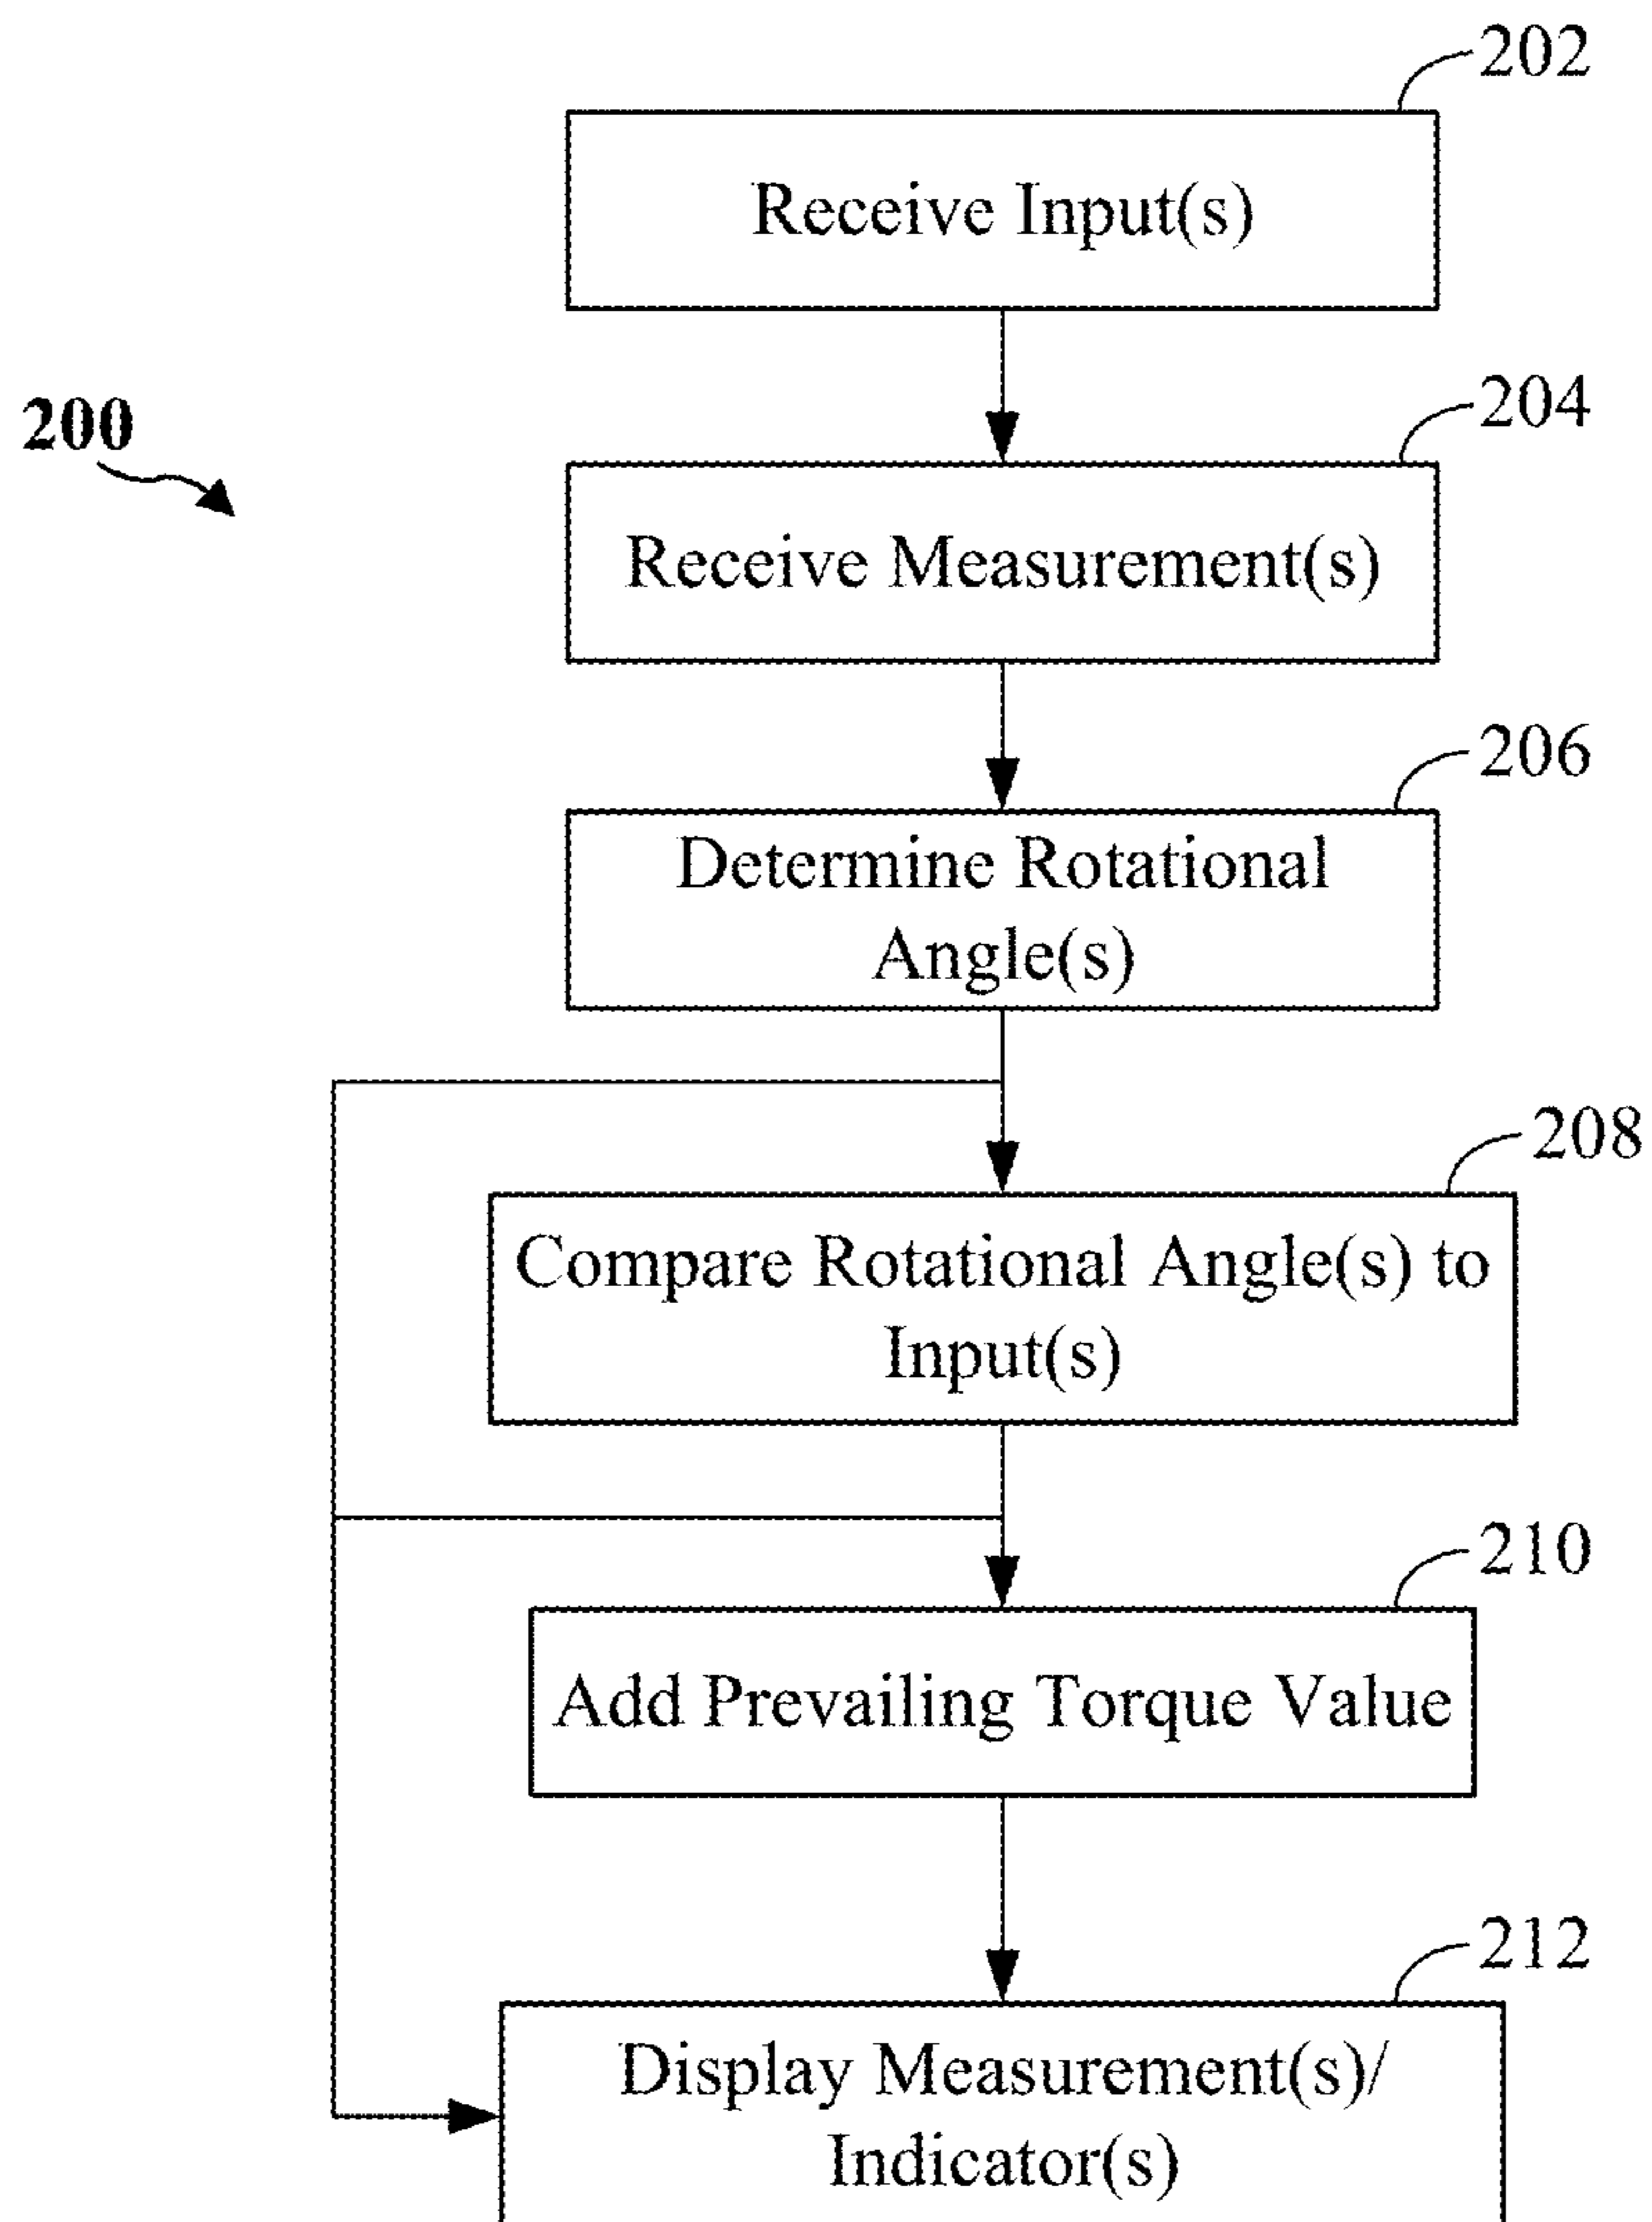 202
Receive Input(s)
200
204
Receive Measurement(s)
206
Determine Rotational
Angle(s)
208
Compare Rotational Angle(s) to
Input(s)
210
Add Prevailing Torque Value
212
Display Measurement(s)/
Indicator(s)